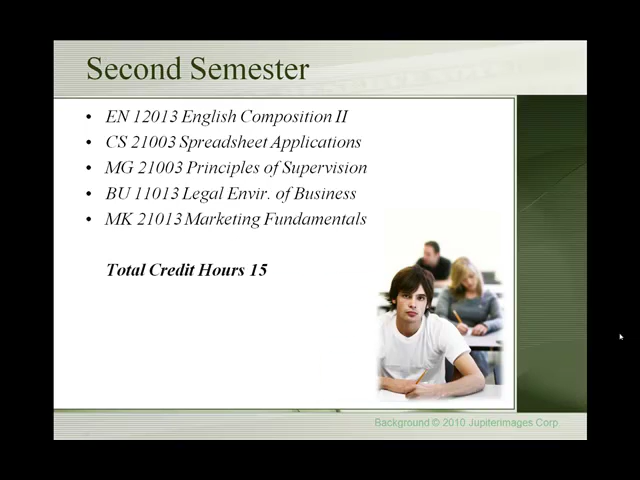 Second Semester
• EN 12013 English Composition II
• CS 21003 Spreadsheet Applications
• MG 21003 Principles of Supervision
• BU 11013 Legal Envir. of Business
• MK 21013 Marketing Fundamentals
Total Credit Hours 15
Background © 2010 Jupiterimages Corp